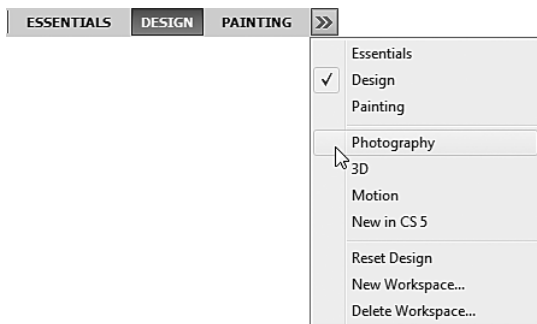 ESSENTIALS DESIGN PAINTING >>
Essentials
✓ Design
Painting
Photography
3D
Motion
New in CS 5
Reset Design
New Workspace...
Delete Workspace...